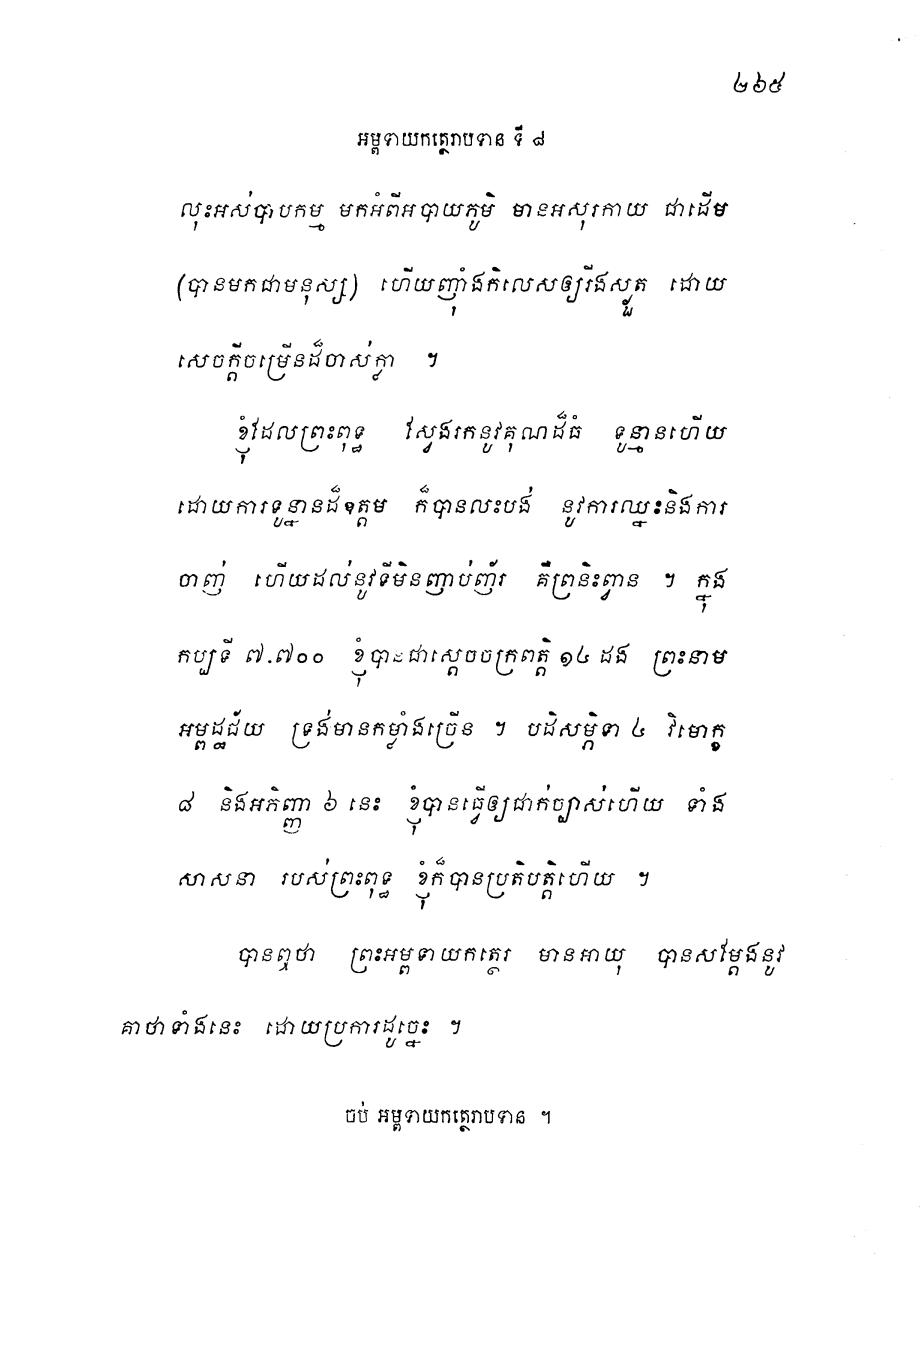 ២៦៥
អម្ពទាយកត្ថេរាបទាន ទី ៨
លុះអស់បាបកម្ម មកអំពីអបាយភូមិ មានអសុរកាយ ជាដើម
(បានមកជាមនុស្ស) ហើយញ៉ាំងកិលេសឲ្យរីងស្ងួត ដោយ
សេចក្តីចម្រើនដ៏ចាស់ក្លា ។
ខ្ញុំដែលព្រះពុទ្ធ ស្វែងរកនូវគុណដ៏ធំ ទូន្មានហើយ
ដោយការទូន្មានដ៏ឧត្តម ក៏បានលះបង់ នូវការឈ្នះនិងការ
ចាញ់ ហើយដល់នូវទីមិនញាប់ញ័រ គឺព្រនិះព្វាន ។ ក្នុង
កប្បទី ៧.៧០០ ខ្ញុំបានជាស្តេចចក្រពត្តិ ១៤ ដង ព្រះនាម
អម្ពដ្ឋជ័យ ទ្រង់មានកម្លាំងច្រើន ។ បដិសម្ភិទា ៤ វិមោក្ខ
៨ និងអភិញ្ញា ៦ នេះ ខ្ញុំបានធ្វើឲ្យជាក់ច្បាស់ហើយ ទាំង
សាសនា របស់ព្រះពុទ្ធ ខ្ញុំក៏បានប្រតិបត្តិហើយ ។
បានឮថា ព្រះអម្ពទាយកត្ថេរ មានអាយុ បានសម្តែងនូវ
គាថាទាំងនេះ ដោយប្រការដូច្នេះ ។
ចប់ អម្ពទាយកត្ថេរាបទាន ។